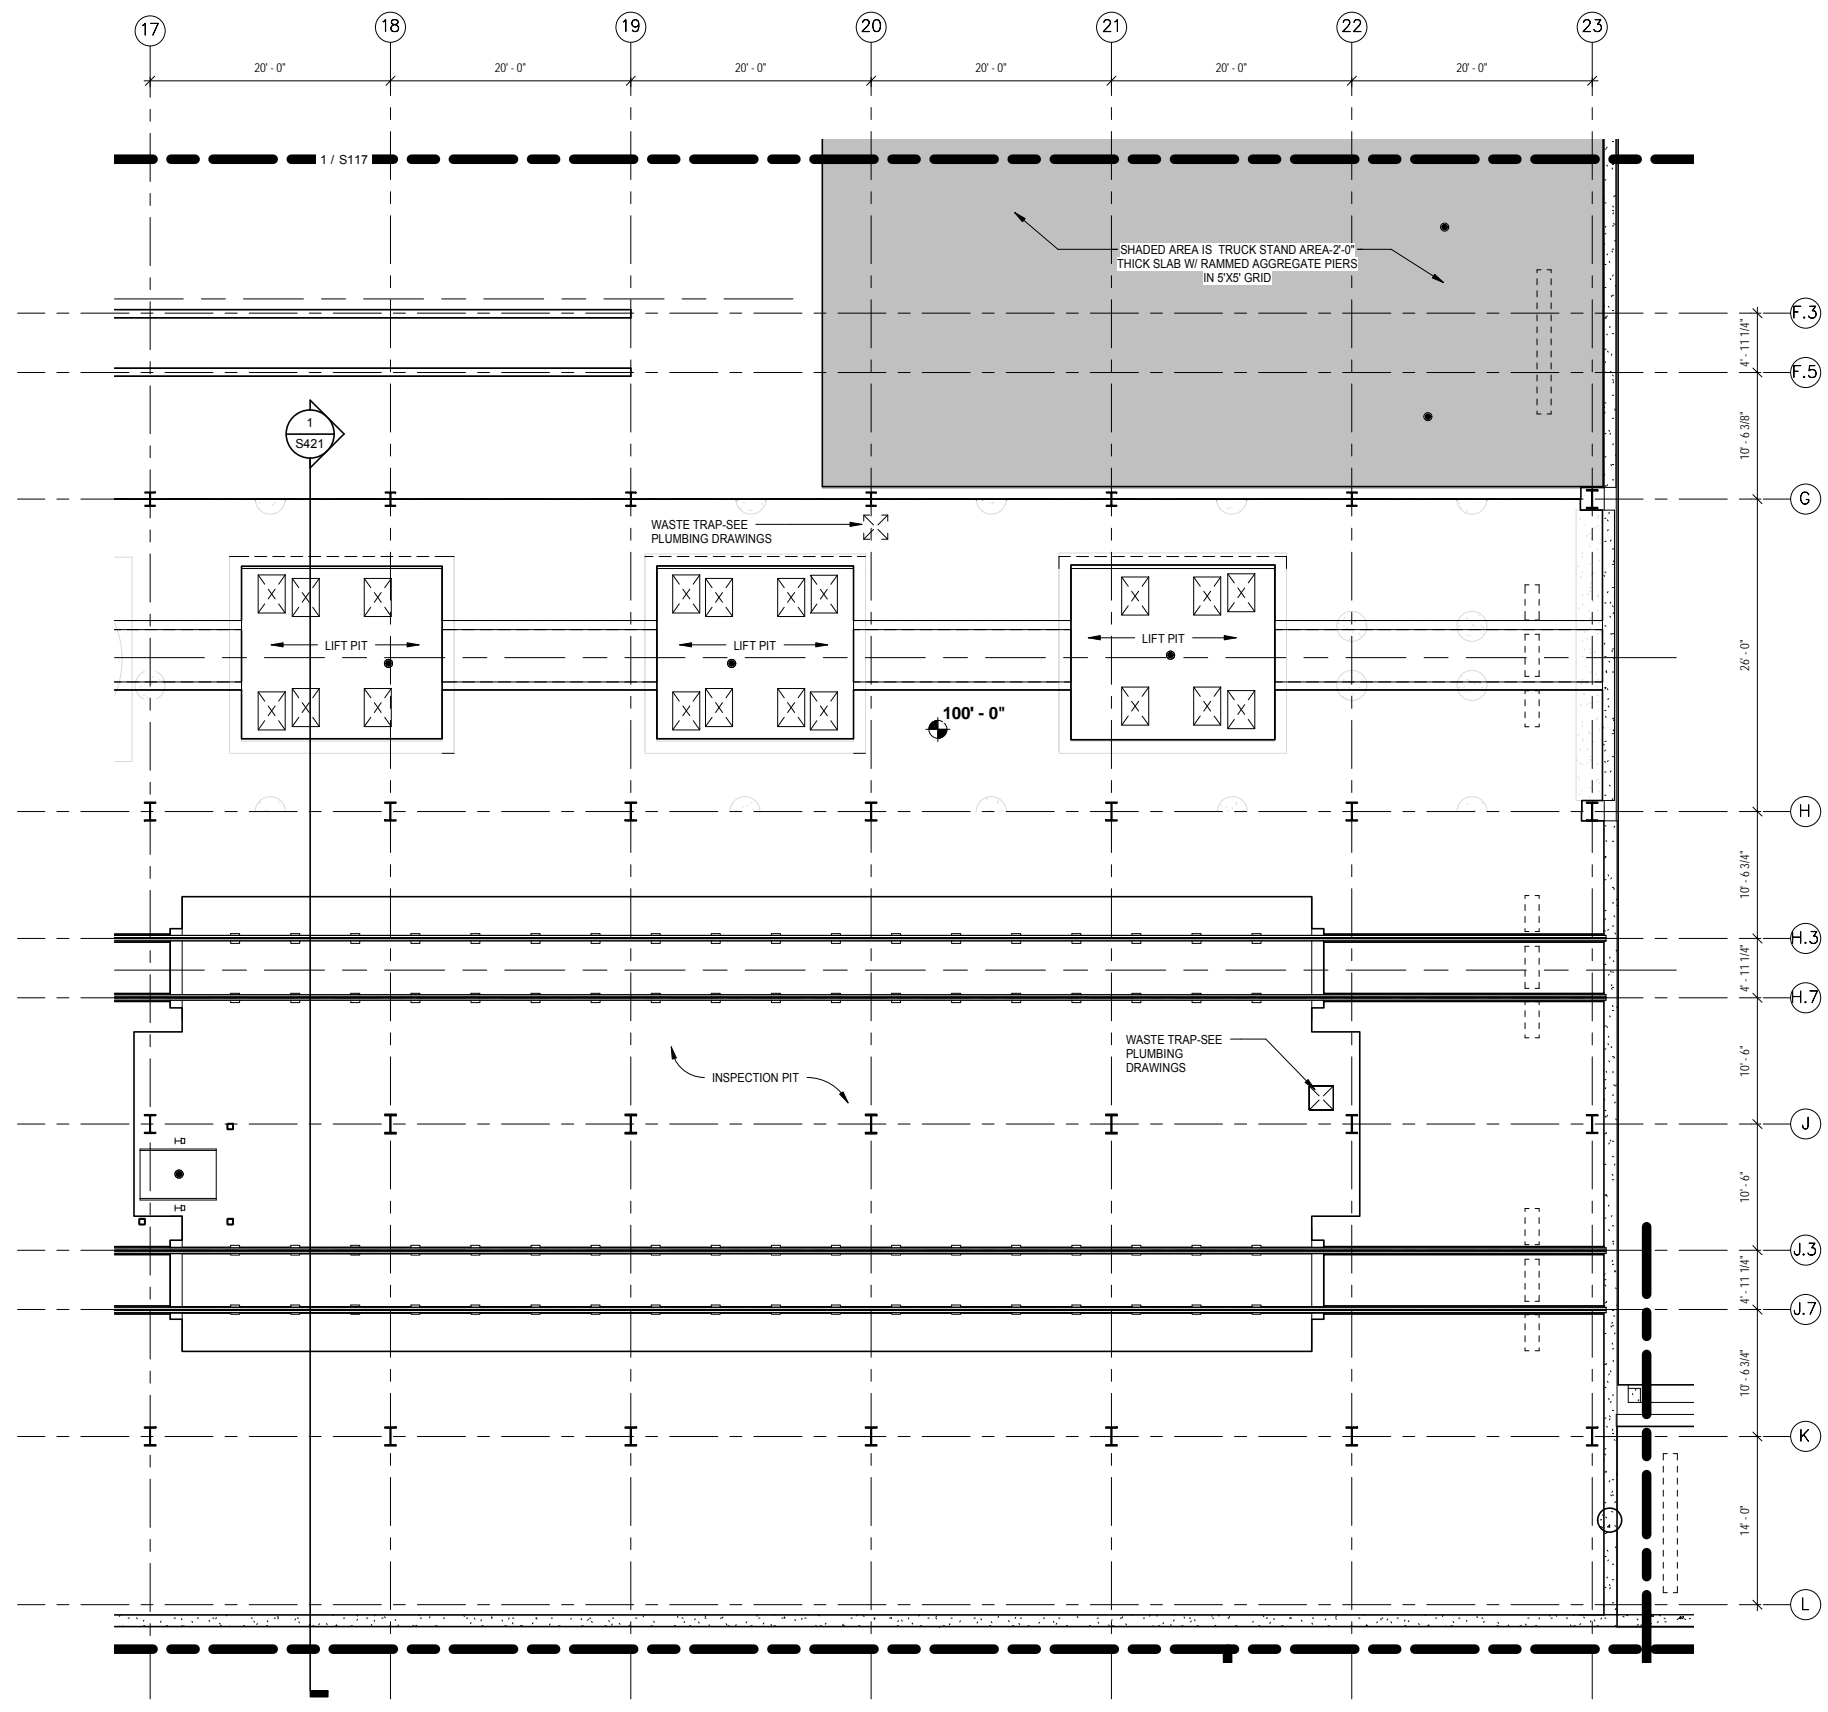 17 18 19 20 21 22 23
20' - 0" 20' - 0" 20' - 0" 20' - 0" 20' - 0" 20' - 0"
1 / S117
SHADED AREA IS TRUCK STAND AREA-2'-0"
THICK SLAB W/ RAMMED AGGREGATE PIERS
IN 5'X5' GRID
F.3
4' - 11 1/4"
F.5
1
S421
10' - 6 3/8"
G
WASTE TRAP-SEE
PLUMBING DRAWINGS
LIFT PIT
LIFT PIT
LIFT PIT
26' - 0"
100' - 0"
H
10' - 6 3/4"
H.3
4' - 11 1/4"
H.7
WASTE TRAP-SEE
PLUMBING
DRAWINGS
10' - 6"
INSPECTION PIT
J
10' - 6"
J.3
4' - 11 1/4"
J.7
10' - 6 3/4"
K
14' - 0"
L